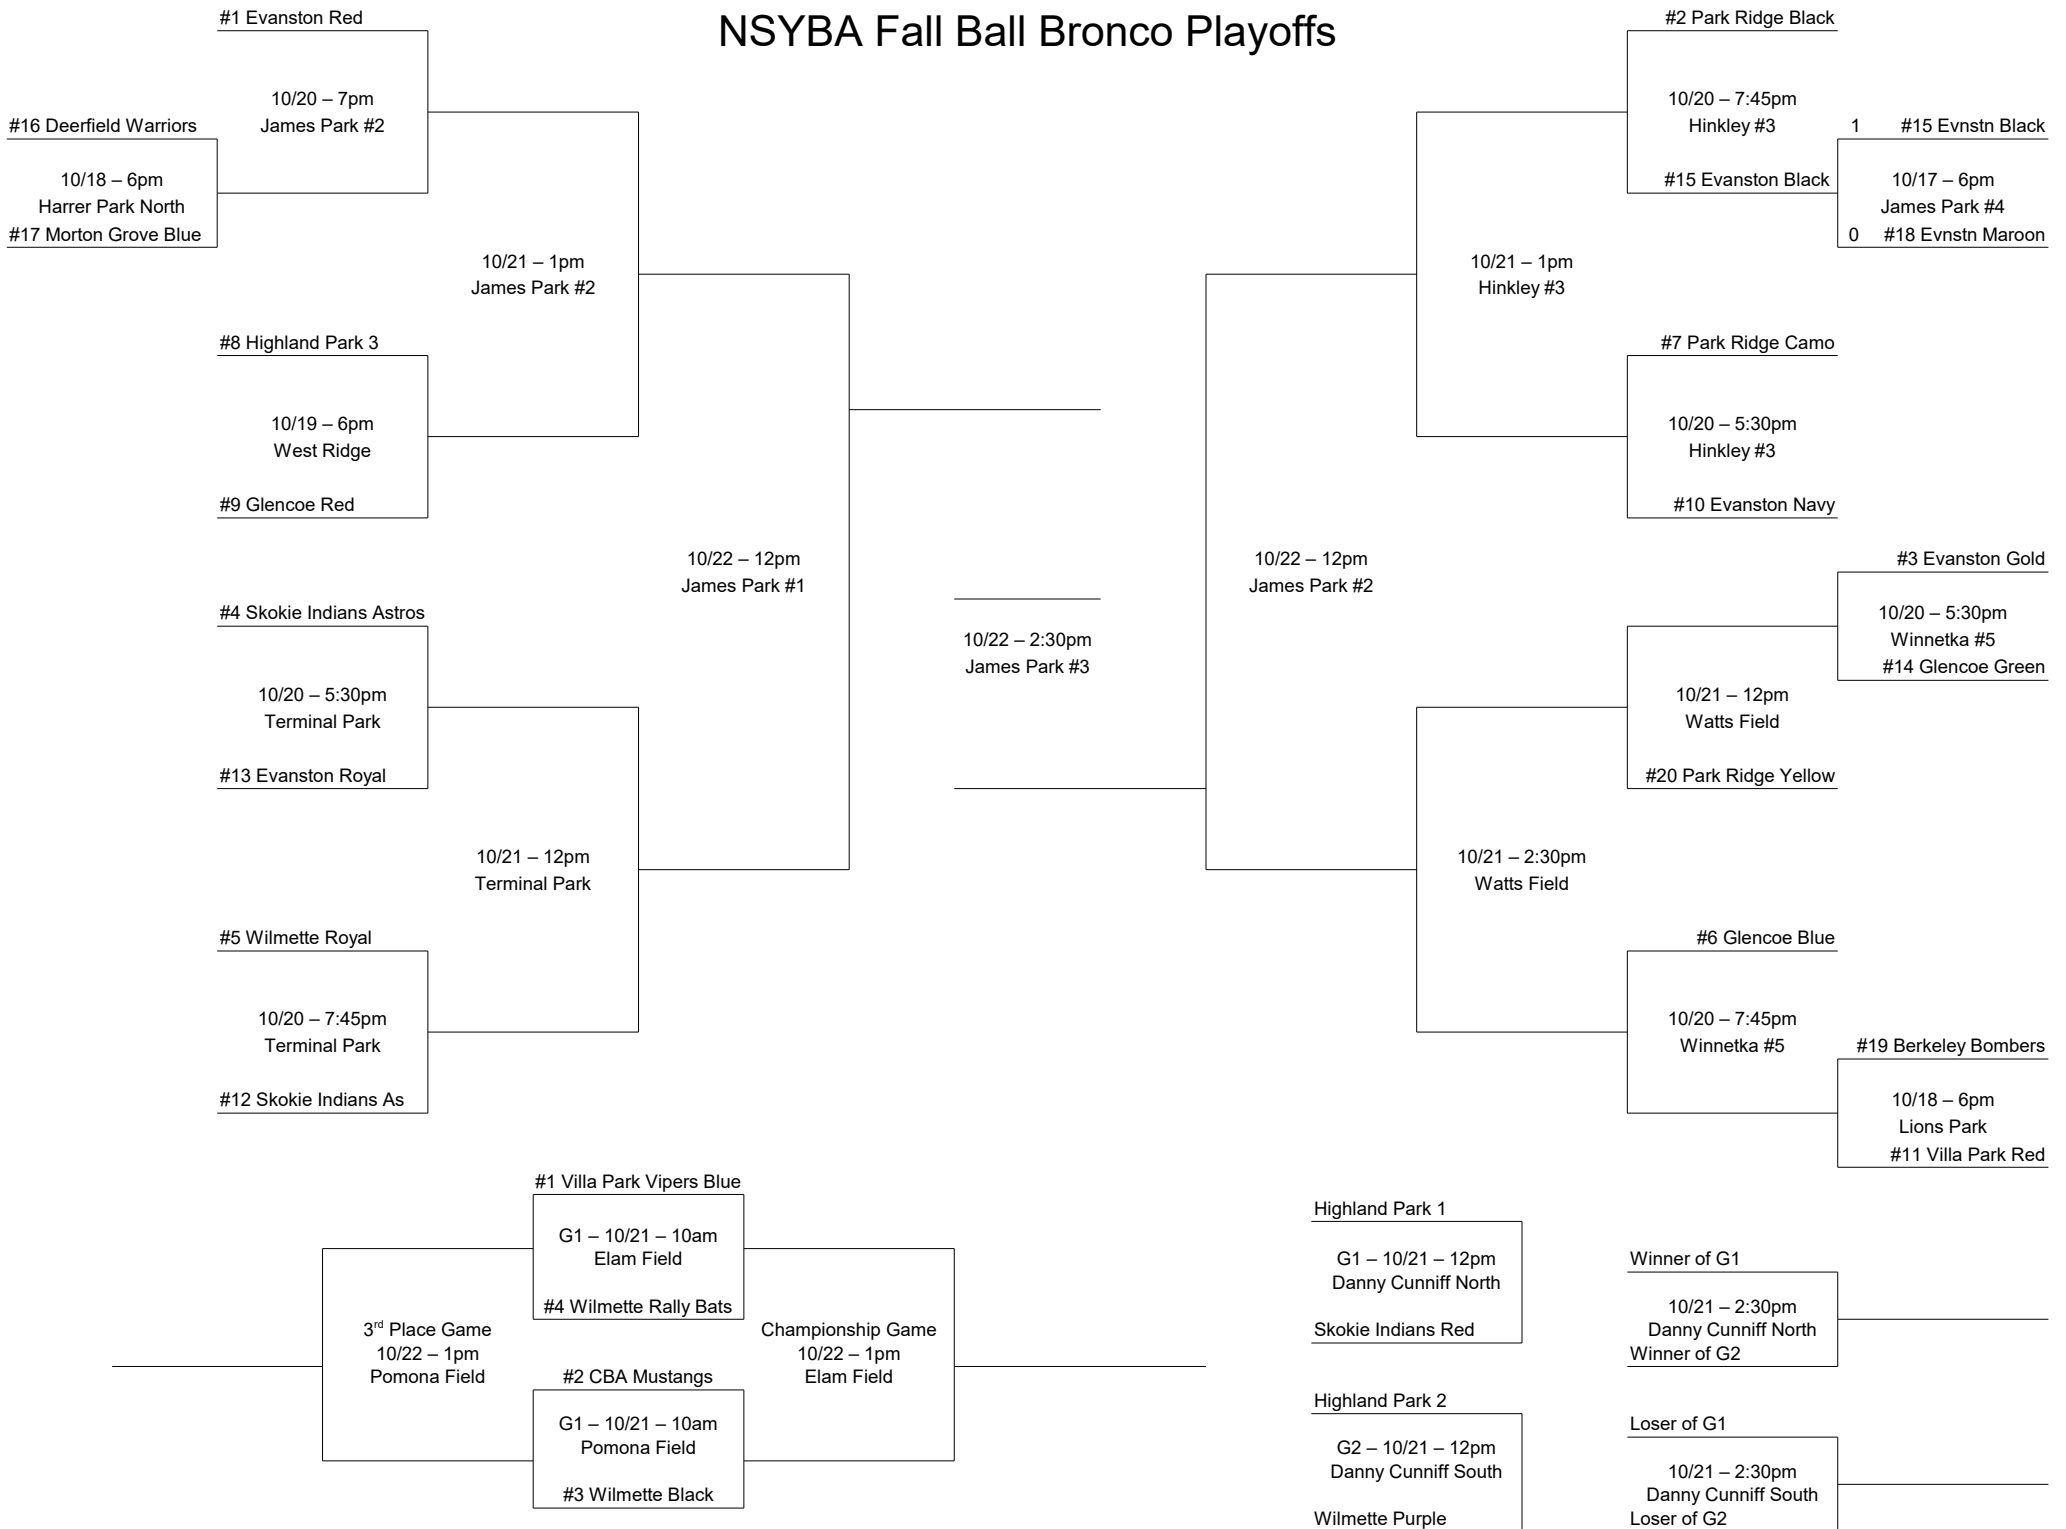 NSYBA Fall Ball Bronco Playoffs
#1 Evanston Red
10/20 – 7pm
James Park #2
#16 Deerfield Warriors
10/18 – 6pm
Harrer Park North
#17 Morton Grove Blue
10/21 – 1pm
James Park #2
#8 Highland Park 3
10/19 – 6pm
West Ridge
#9 Glencoe Red
10/22 – 12pm
James Park #1
#4 Skokie Indians Astros
10/20 – 5:30pm
Terminal Park
#13 Evanston Royal
10/21 – 12pm
Terminal Park
#5 Wilmette Royal
10/20 – 7:45pm
Terminal Park
#12 Skokie Indians As
10/22 – 2:30pm
James Park #3
#2 Park Ridge Black
10/20 – 7:45pm
Hinkley #3
1 #15 Evnstn Black
#15 Evanston Black
10/17 – 6pm
James Park #4
0 #18 Evnstn Maroon
10/21 – 1pm
Hinkley #3
#7 Park Ridge Camo
10/20 – 5:30pm
Hinkley #3
#10 Evanston Navy
10/22 – 12pm
James Park #2
#3 Evanston Gold
10/20 – 5:30pm
Winnetka #5
#14 Glencoe Green
10/21 – 12pm
Watts Field
#20 Park Ridge Yellow
10/21 – 2:30pm
Watts Field
#6 Glencoe Blue
10/20 – 7:45pm
Winnetka #5
#19 Berkeley Bombers
10/18 – 6pm
Lions Park
#11 Villa Park Red
#1 Villa Park Vipers Blue
G1 – 10/21 – 10am
Elam Field
#4 Wilmette Rally Bats
3rd Place Game
10/22 – 1pm
Pomona Field
Championship Game
10/22 – 1pm
Elam Field
#2 CBA Mustangs
G1 – 10/21 – 10am
Pomona Field
#3 Wilmette Black
Highland Park 1
G1 – 10/21 – 12pm
Danny Cunniff North
Skokie Indians Red
Winner of G1
10/21 – 2:30pm
Danny Cunniff North
Winner of G2
Highland Park 2
G2 – 10/21 – 12pm
Danny Cunniff South
Wilmette Purple
Loser of G1
10/21 – 2:30pm
Danny Cunniff South
Loser of G2